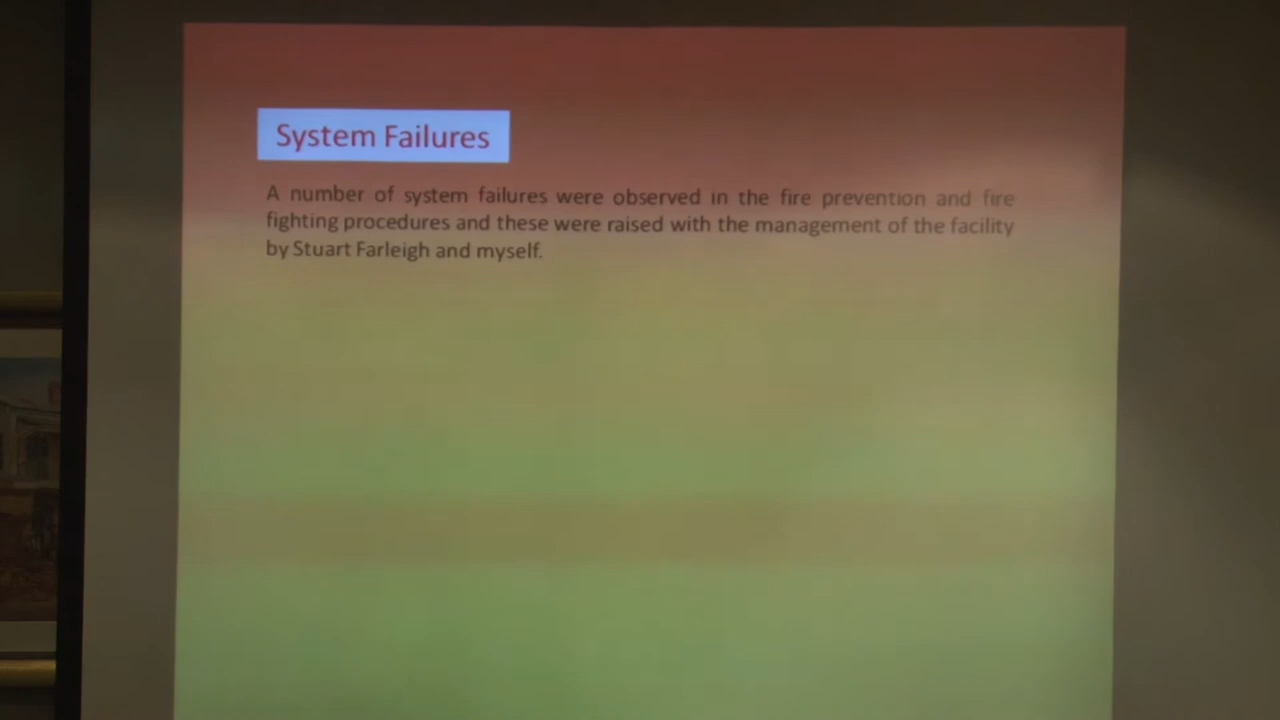 System Failures
A number of system failures were observed in the fire prevention and fire
fighting procedures and these were raised with the management of the facility
by Stuart Farleigh and myself.